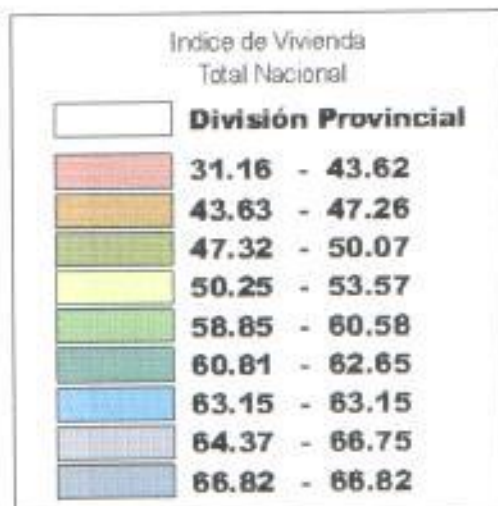 Indice de Vivienda
Total Nacional
División Provincial
31.16 - 43.62
43.63 - 47.26
47.32 - 50.07
50.25 - 53.57
58.85 - 60.58
60.81 - 62.65
63.15 - 63.15
64.37 - 66.75
66.82 - 66.82